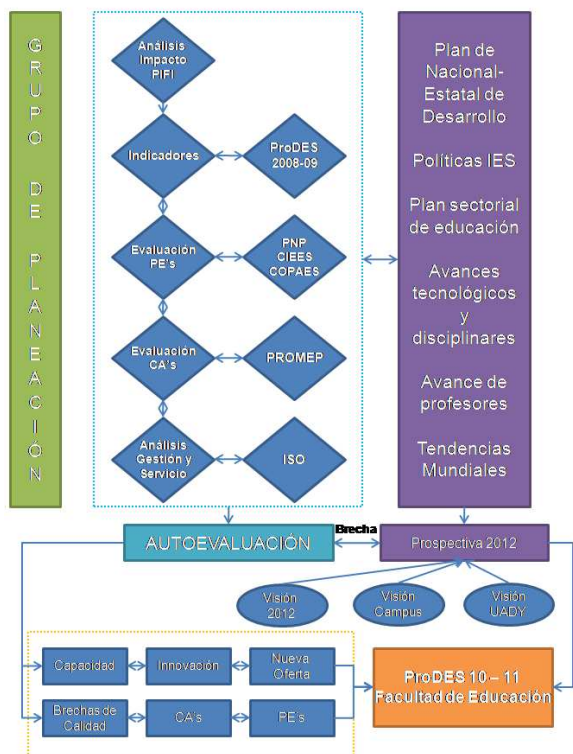 GRUPO DE PLANEACIÓN
Análisis
Impacto
PIFI
Indicadores
ProDES
2008-09
Evaluación
PE's
PNP
CIEES
COPAES
Evaluación
CA's
PROMEP
Análisis
Gestión y
Servicio
ISO
Plan de
Nacional-
Estatal de
Desarrollo
Políticas IES
Plan sectorial
de educación
Avances
tecnológicos
y
disciplinares
Avance de
profesores
Tendencias
Mundiales
AUTOEVALUACIÓN
Brecha
Prospectiva 2012
Visión
2012
Visión
Campus
Visión
UADY
Capacidad
Innovación
Nueva
Oferta
Brechas de
Calidad
CA's
PE's
ProDES 10 – 11
Facultad de Educación